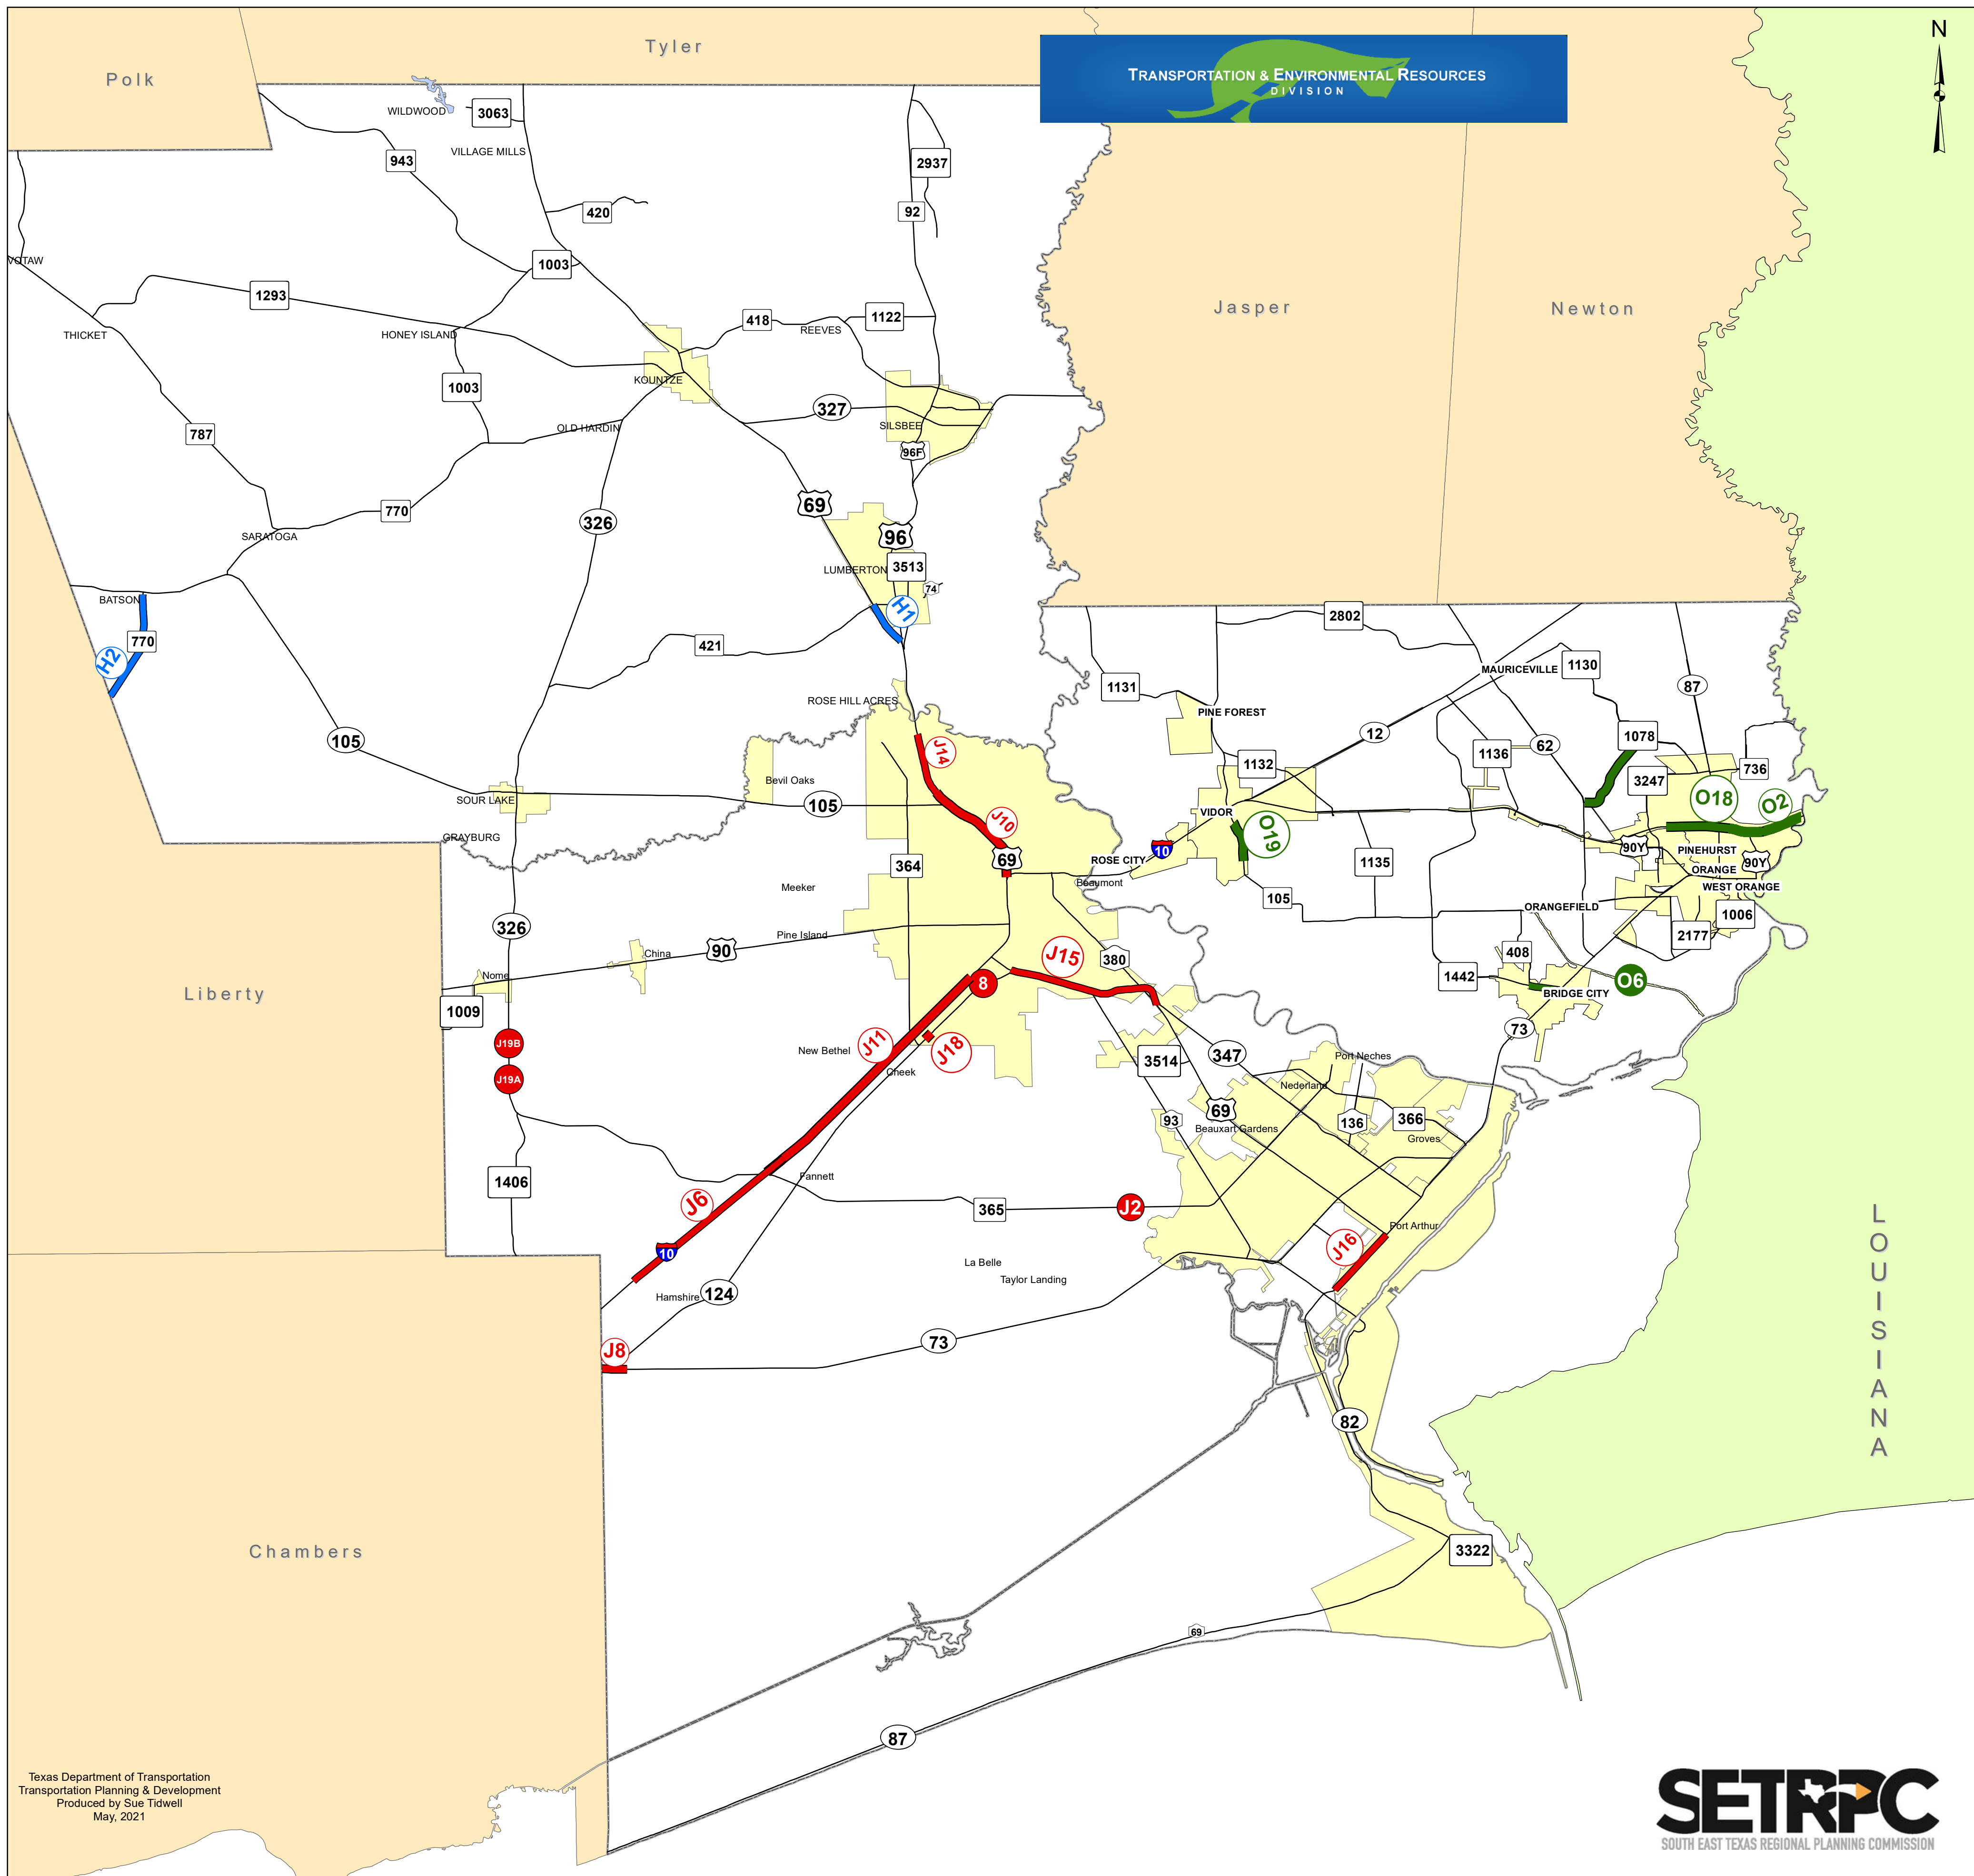 N
Polk
Tyler
TRANSPORTATION & ENVIRONMENTAL RESOURCES
DIVISION
WILDWOOD
3063
VILLAGE MILLS
943
2937
420
92
VOTAW
1003
1293
Jasper
Newton
THICKET
HONEY ISLAND
418
REEVES
1122
KOUNTZE
1003
327
787
OLD HARDIN
SILSBEE
96F
69
770
326
SARATOGA
96
LUMBERTON
3513
74
BATSON
H1
770
H2
421
2802
MAURICEVILLE
1130
1131
87
ROSE HILL ACRES
PINE FOREST
105
12
1078
62
1136
J14
1132
736
3247
Bevil Oaks
SOUR LAKE
105
O18
O2
VIDOR
J10
O19
GRAYBURG
10
90Y
PINEHURST
69
ROSE CITY
364
1135
90Y
ORANGE
Beaumont
Meeker
WEST ORANGE
105
ORANGEFIELD
1006
326
Pine Island
2177
90
China
J15
380
408
Nome
1442
O6
8
BRIDGE CITY
Liberty
1009
73
J19B
J11
New Bethel
J18
347
Port Neches
3514
Cheek
J19A
Nederland
69
93
136
366
Beauxart Gardens
Groves
1406
Fannett
J6
365
J2
LOUISIANA
Port Arthur
J16
10
La Belle
Taylor Landing
Hamshire
124
73
J8
82
Chambers
3322
69
87
Texas Department of Transportation
Transportation Planning & Development
Produced by Sue Tidwell
May, 2021
SETRPC
SOUTH EAST TEXAS REGIONAL PLANNING COMMISSION